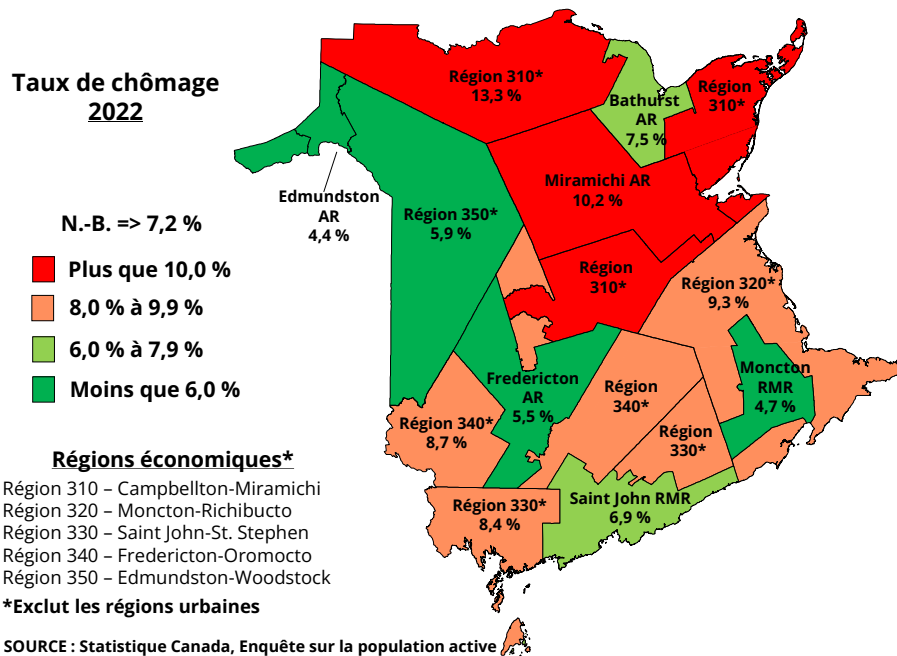 Taux de chômage
2022
N.-B. => 7,2 %
Plus que 10,0 %
8,0 % à 9,9 %
6,0 % à 7,9 %
Moins que 6,0 %
Région 310*
13,3 %
Bathurst
AR
7,5 %
Région
310*
Edmundston
AR
4,4 %
Région 350*
5,9 %
Miramichi AR
10,2 %
Région
310*
Région 320*
9,3 %
Moncton
RMR
4,7 %
Fredericton
AR
5,5 %
Région
340*
Région 340*
8,7 %
Région
330*
Région 330*
8,4 %
Saint John RMR
6,9 %
Régions économiques*
Région 310 – Campbellton-Miramichi
Région 320 – Moncton-Richibucto
Région 330 – Saint John-St. Stephen
Région 340 – Fredericton-Oromocto
Région 350 – Edmundston-Woodstock
*Exclut les régions urbaines
SOURCE : Statistique Canada, Enquête sur la population active